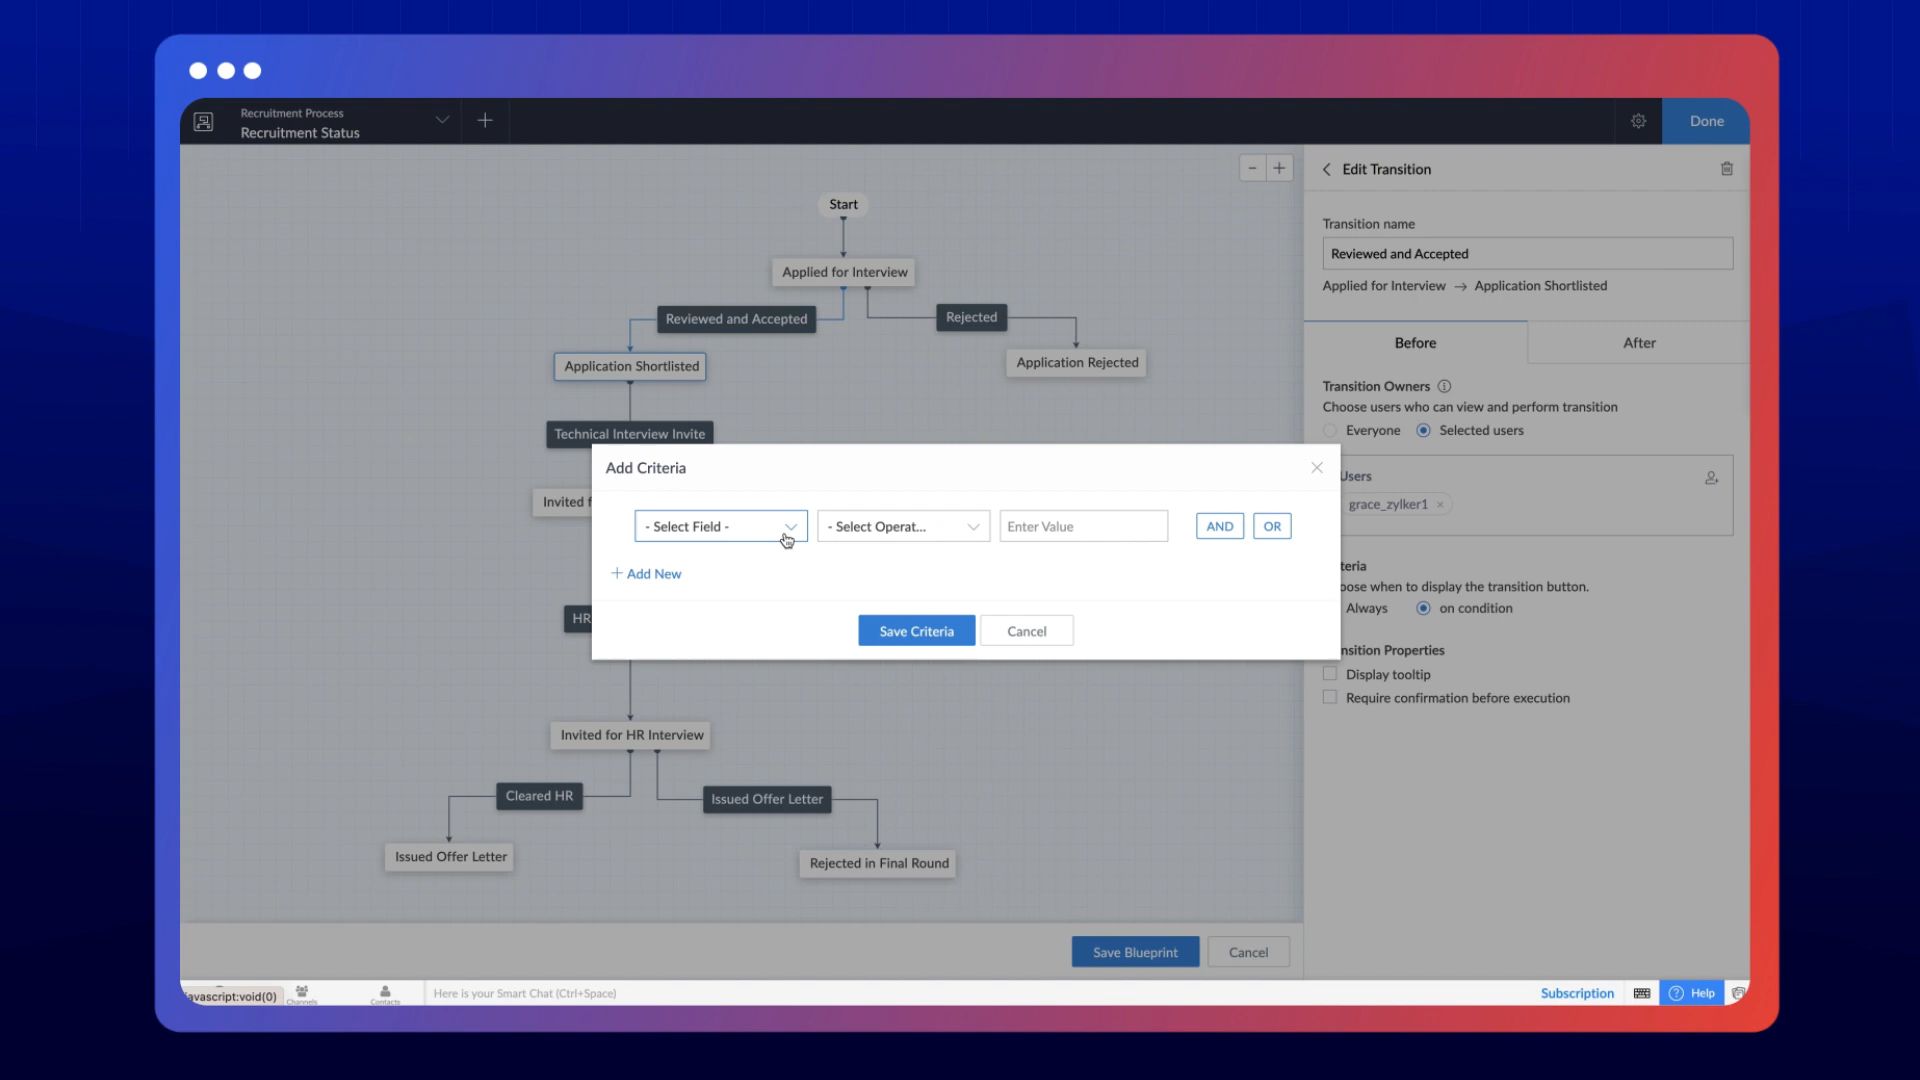 Recruitment Process
Recruitment Status
Done
Start
Applied for Interview
Reviewed and Accepted
Rejected
Application Shortlisted
Application Rejected
Technical Interview Invite
Invited f
HR
Invited for HR Interview
Cleared HR
Issued Offer Letter
Issued Offer Letter
Rejected in Final Round
Save Blueprint
Cancel
Edit Transition
Transition name
Reviewed and Accepted
Applied for Interview → Application Shortlisted
Before
After
Transition Owners
Choose users who can view and perform transition
Everyone
Selected users
Users
grace_zylker1 ×
teria
oose when to display the transition button.
Always
on condition
nsition Properties
Display tooltip
Require confirmation before execution
Add Criteria
- Select Field -
- Select Operat...
Enter Value
AND
OR
+ Add New
Save Criteria
Cancel
avascript:void(0)
Channels
Contacts
Here is your Smart Chat (Ctrl+Space)
Subscription
Help